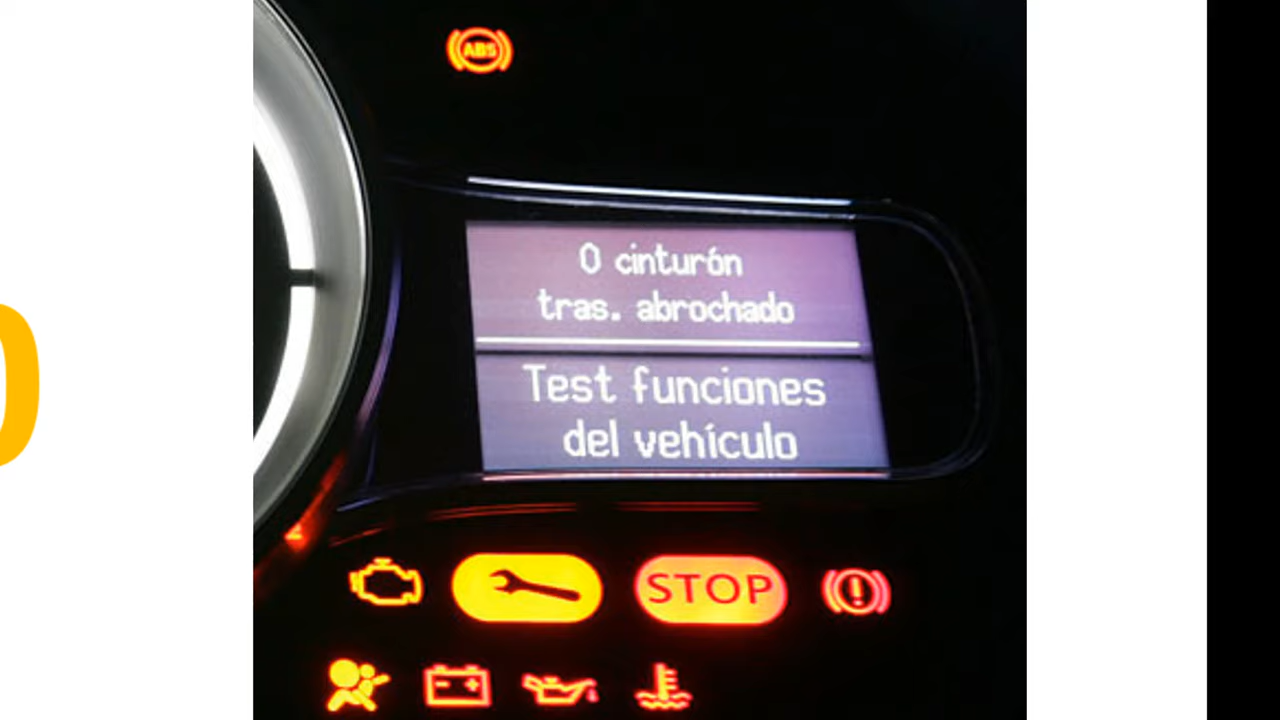 ABS
0 cinturón
tras. abrochado
Test funciones
del vehículo
STOP